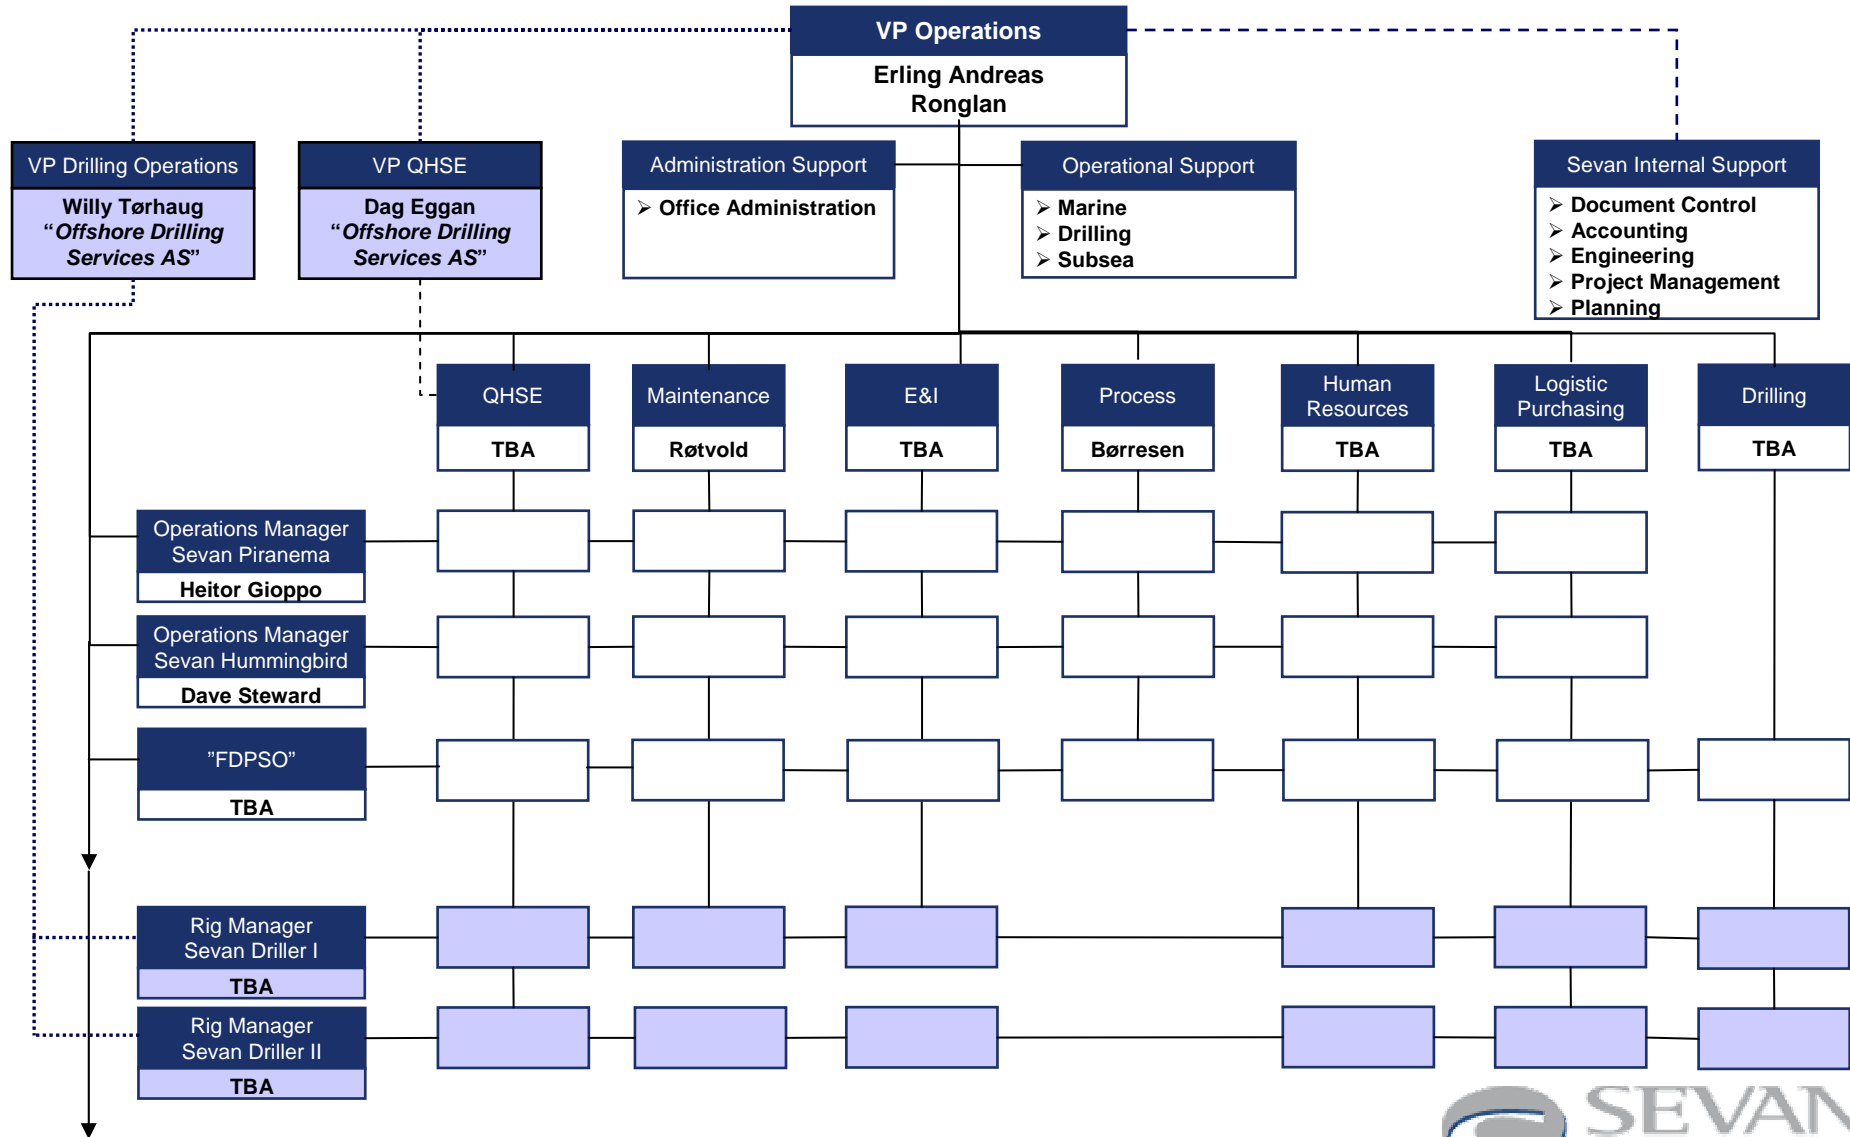 VP Operations
Erling Andreas
Ronglan
VP Drilling Operations
Willy Tørhaug
“Offshore Drilling
Services AS”
VP QHSE
Dag Eggan
“Offshore Drilling
Services AS”
Administration Support
➢ Office Administration
Operational Support
➢ Marine
➢ Drilling
➢ Subsea
Sevan Internal Support
➢ Document Control
➢ Accounting
➢ Engineering
➢ Project Management
➢ Planning
QHSE
TBA
Maintenance
Røtvold
E&I
TBA
Process
Børresen
Human
Resources
TBA
Logistic
Purchasing
TBA
Drilling
TBA
Operations Manager
Sevan Piranema
Heitor Gioppo
Operations Manager
Sevan Hummingbird
Dave Steward
”FDPSO”
TBA
Rig Manager
Sevan Driller I
TBA
Rig Manager
Sevan Driller II
TBA
SEVAN